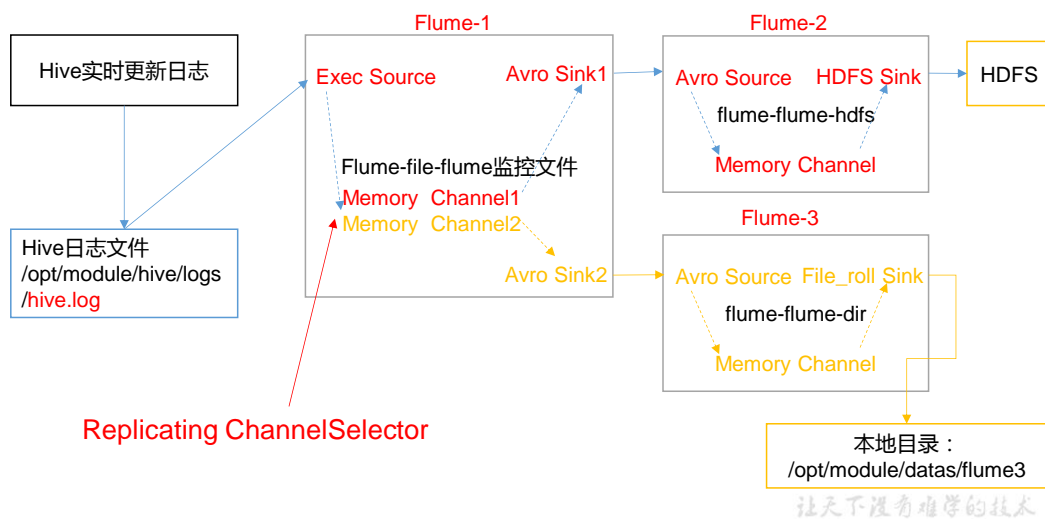 Hive实时更新日志
Hive日志文件
/opt/module/hive/logs
/hive.log
Flume-1
Exec Source
Avro Sink1
Flume-file-flume监控文件
Memory Channel1
Memory Channel2
Avro Sink2
Replicating ChannelSelector
Flume-2
Avro Source
HDFS Sink
flume-flume-hdfs
Memory Channel
HDFS
Flume-3
Avro Source
File_roll Sink
flume-flume-dir
Memory Channel
本地目录：
/opt/module/datas/flume3
让天下没有难学的技术